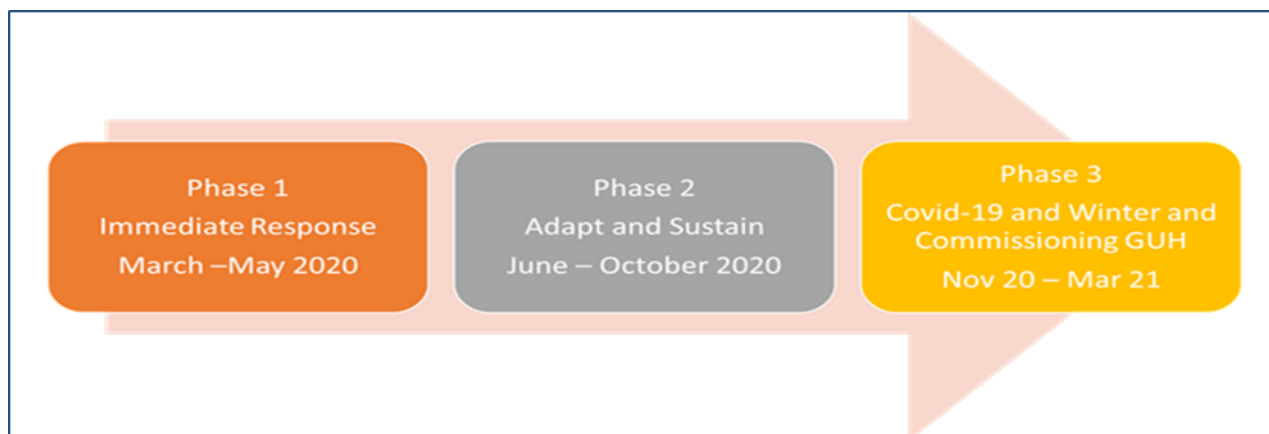 Phase 1
Immediate Response
March –May 2020
Phase 2
Adapt and Sustain
June – October 2020
Phase 3
Covid-19 and Winter and
Commissioning GUH
Nov 20 – Mar 21